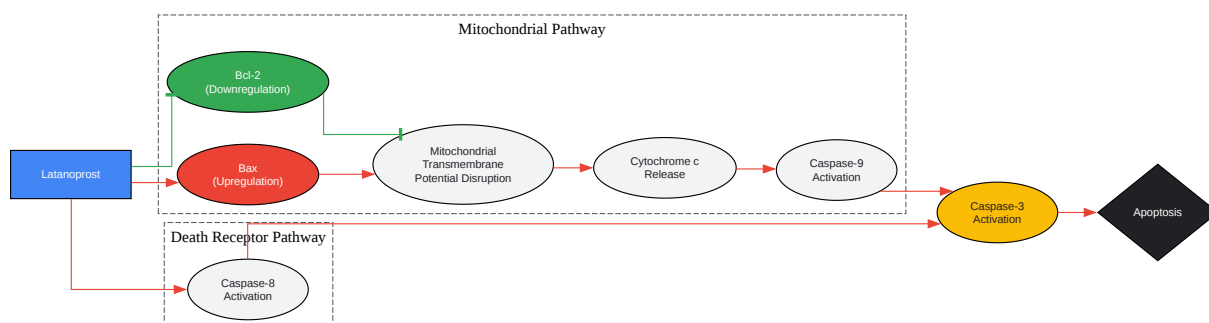 Mitochondrial Pathway
Bcl-2
(Downregulation)
Latanoprost
Bax
(Upregulation)
Mitochondrial
Transmembrane
Potential Disruption
Cytochrome c
Release
Caspase-9
Activation
Death Receptor Pathway
Caspase-8
Activation
Caspase-3
Activation
Apoptosis